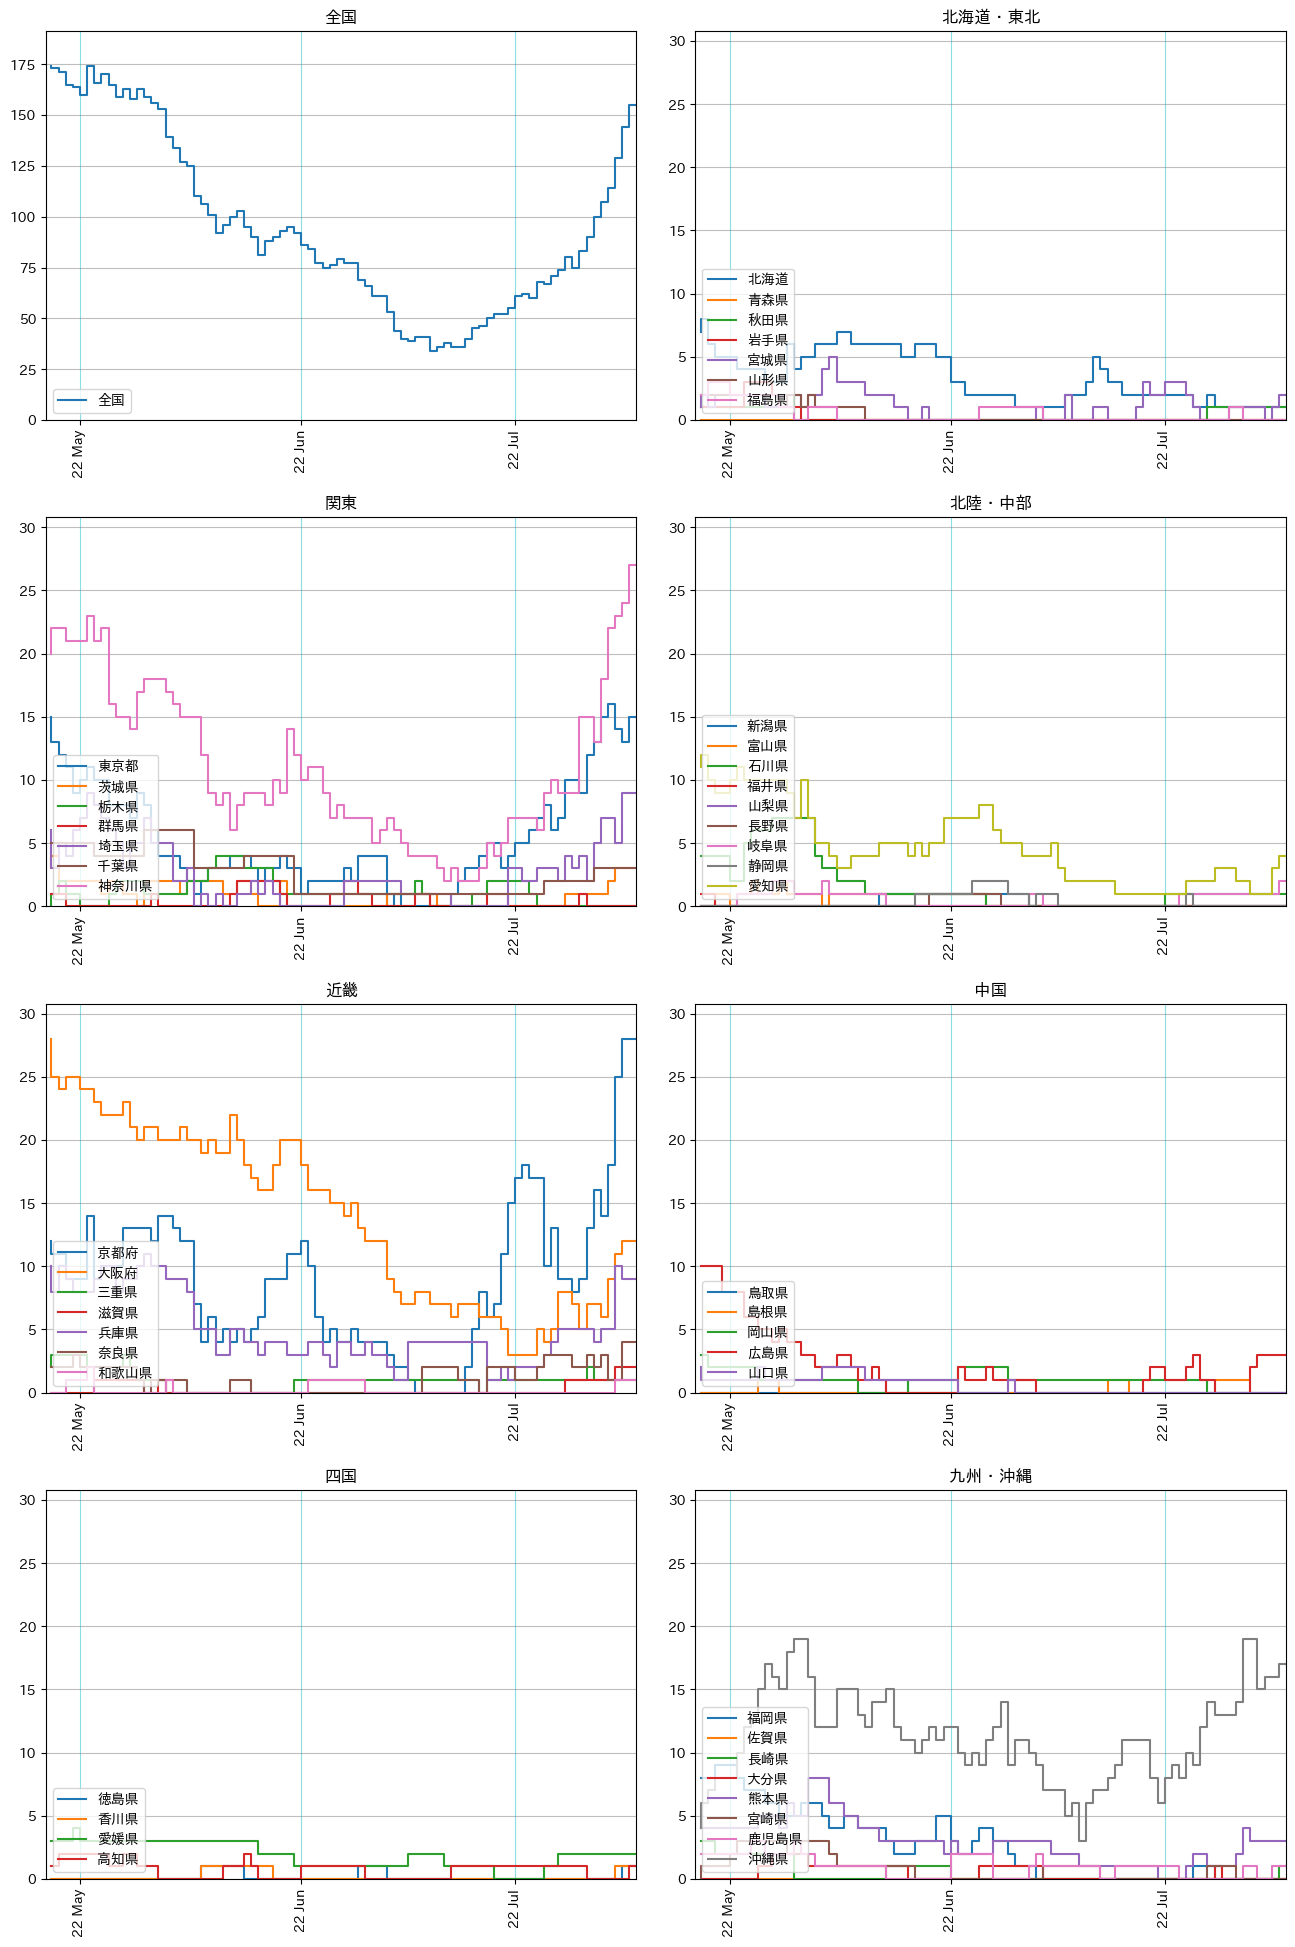 全国
175
150
125
100
75
50
25
0
全国
22 May
22 Jun
22 Jul
北海道・東北
30
25
20
15
10
5
0
北海道
青森県
秋田県
岩手県
宮城県
山形県
福島県
22 May
22 Jun
22 Jul
関東
30
25
20
15
10
5
0
東京都
茨城県
栃木県
群馬県
埼玉県
千葉県
神奈川県
22 May
22 Jun
22 Jul
北陸・中部
30
25
20
15
10
5
0
新潟県
富山県
石川県
福井県
山梨県
長野県
岐阜県
静岡県
愛知県
22 May
22 Jun
22 Jul
近畿
30
25
20
15
10
5
0
京都府
大阪府
三重県
滋賀県
兵庫県
奈良県
和歌山県
22 May
22 Jun
22 Jul
中国
30
25
20
15
10
5
0
鳥取県
島根県
岡山県
広島県
山口県
22 May
22 Jun
22 Jul
四国
30
25
20
15
10
5
0
徳島県
香川県
愛媛県
高知県
22 May
22 Jun
22 Jul
九州・沖縄
30
25
20
15
10
5
0
福岡県
佐賀県
長崎県
大分県
熊本県
宮崎県
鹿児島県
沖縄県
22 May
22 Jun
22 Jul